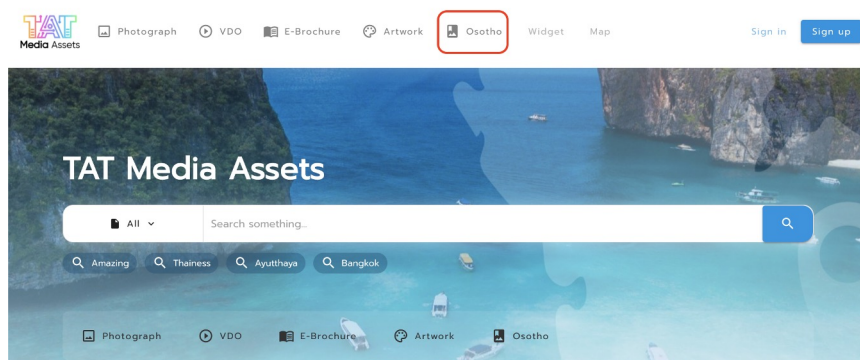 TAT
Media Assets
Photograph VDO E-Brochure Artwork Osotho Widget Map Sign in Sign up
TAT Media Assets
All Search something...
Amazing Thainess Ayutthaya Bangkok
Photograph VDO E-Brochure Artwork Osotho